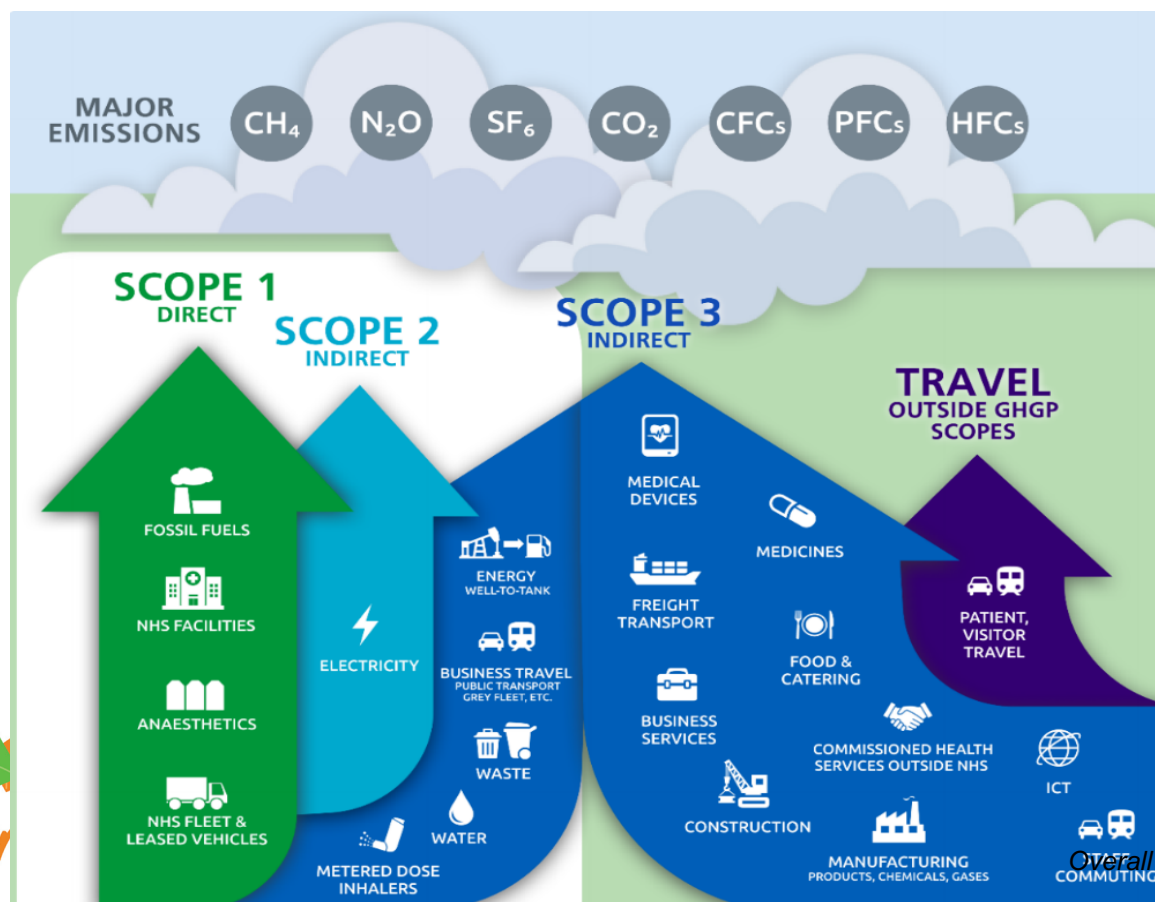 MAJOR
EMISSIONS
CH₄
N₂O
SF₆
CO₂
CFCs
PFCs
HFCs
SCOPE 1
DIRECT
SCOPE 2
INDIRECT
SCOPE 3
INDIRECT
TRAVEL
OUTSIDE GHGP
SCOPES
FOSSIL FUELS
NHS FACILITIES
ANAESTHETICS
NHS FLEET &
LEASED VEHICLES
ELECTRICITY
ENERGY
WELL-TO-TANK
BUSINESS TRAVEL
PUBLIC TRANSPORT
GREY FLEET, ETC.
WASTE
WATER
METERED DOSE
INHALERS
MEDICAL
DEVICES
MEDICINES
FREIGHT
TRANSPORT
FOOD &
CATERING
BUSINESS
SERVICES
COMMISSIONED HEALTH
SERVICES OUTSIDE NHS
CONSTRUCTION
MANUFACTURING
PRODUCTS, CHEMICALS, GASES
ICT
STAFF
COMMUTING
Overall
PATIENT,
VISITOR
TRAVEL